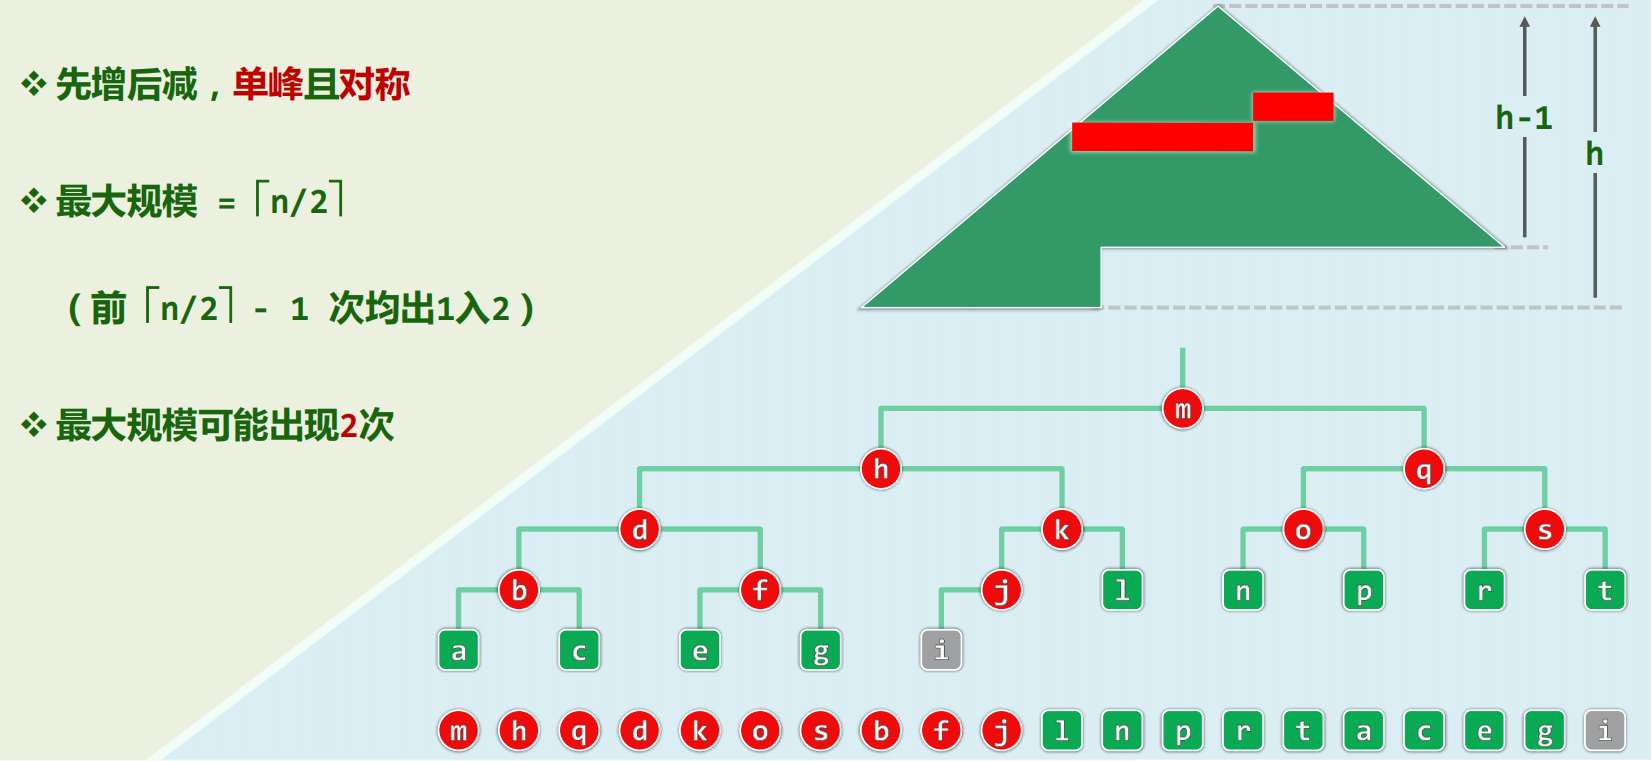 ❖ 先增后减，单峰且对称
❖ 最大规模 = ⌈n/2⌉
（前⌈n/2⌉ - 1 次均出1入2）
❖ 最大规模可能出现2次
h-1
h
m
h q
d k o s
b f j l n p r t
a c e g i
m h q d k o s b f j l n p r t a c e g i